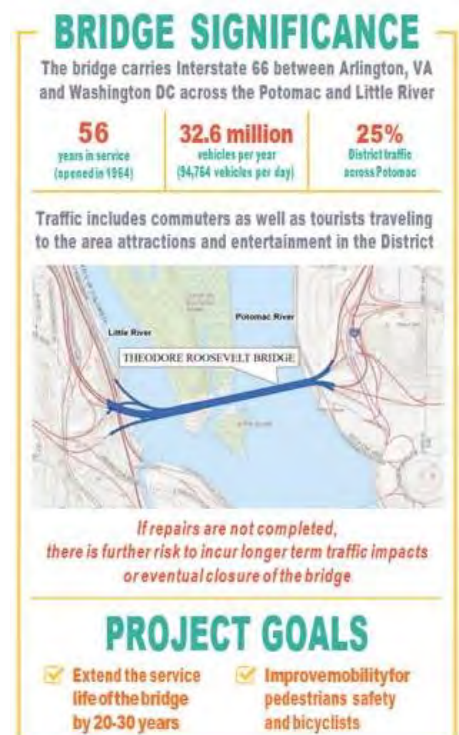 BRIDGE SIGNIFICANCE
The bridge carries Interstate 66 between Arlington, VA
and Washington DC across the Potomac and Little River
56
years in service
(opened in 1964)
32.6 million
vehicles per year
(94,764 vehicles per day)
25%
District traffic
across Potomac
Traffic includes commuters as well as tourists traveling
to the area attractions and entertainment in the District
Little River
Potomac River
THEODORE ROOSEVELT BRIDGE
If repairs are not completed,
there is further risk to incur longer term traffic impacts
or eventual closure of the bridge
PROJECT GOALS
Extend the service
life of the bridge
by 20-30 years
Improve mobility for
pedestrians safety
and bicyclists